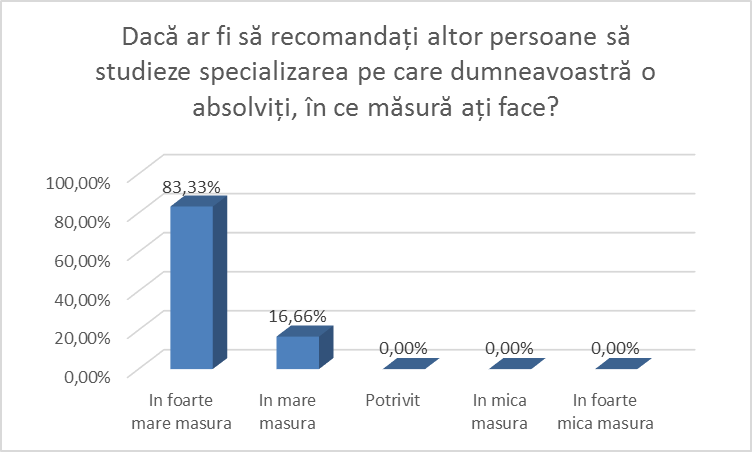 Dacă ar fi să recomandați altor persoane să
studieze specializarea pe care dumneavoastră o
absolviți, în ce măsură ați face?
100,00%
80,00%
60,00%
40,00%
20,00%
0,00%
83,33%
16,66%
0,00%
0,00%
0,00%
In foarte
mare masura
In mare
masura
Potrivit
In mica
masura
In foarte
mica masura